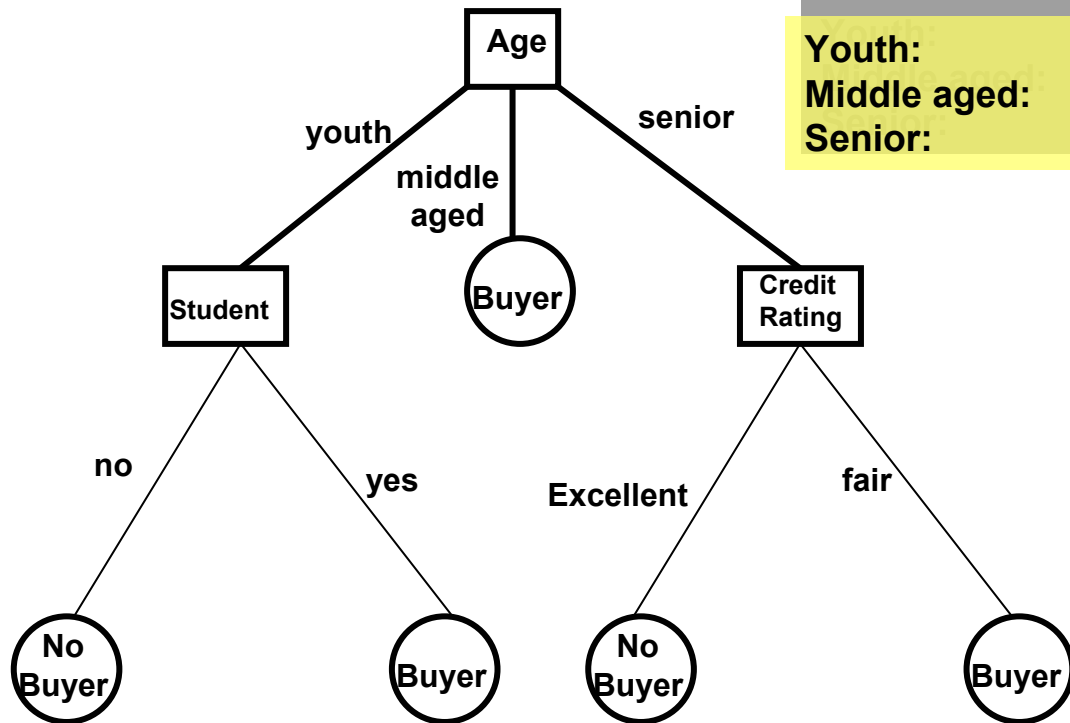 Age
Youth:
Middle aged:
Senior:
youth
middle
aged
senior
Student
Buyer
Credit
Rating
no
yes
Excellent
fair
No
Buyer
Buyer
No
Buyer
Buyer